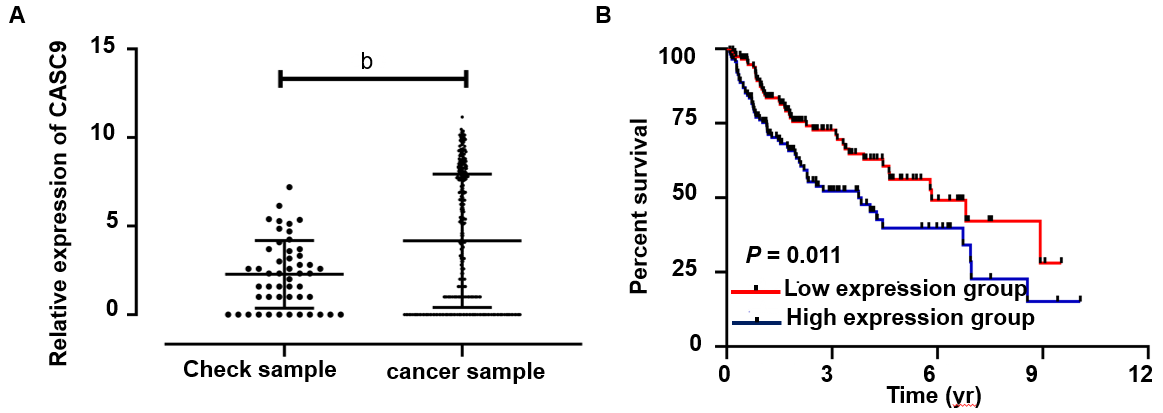 A
Relative expression of CASC9
15
10
5
0
b
Check sample
cancer sample
B
Percent survival
100
75
50
25
0
P = 0.011
Low expression group
High expression group
0
3
6
9
12
Time (yr)